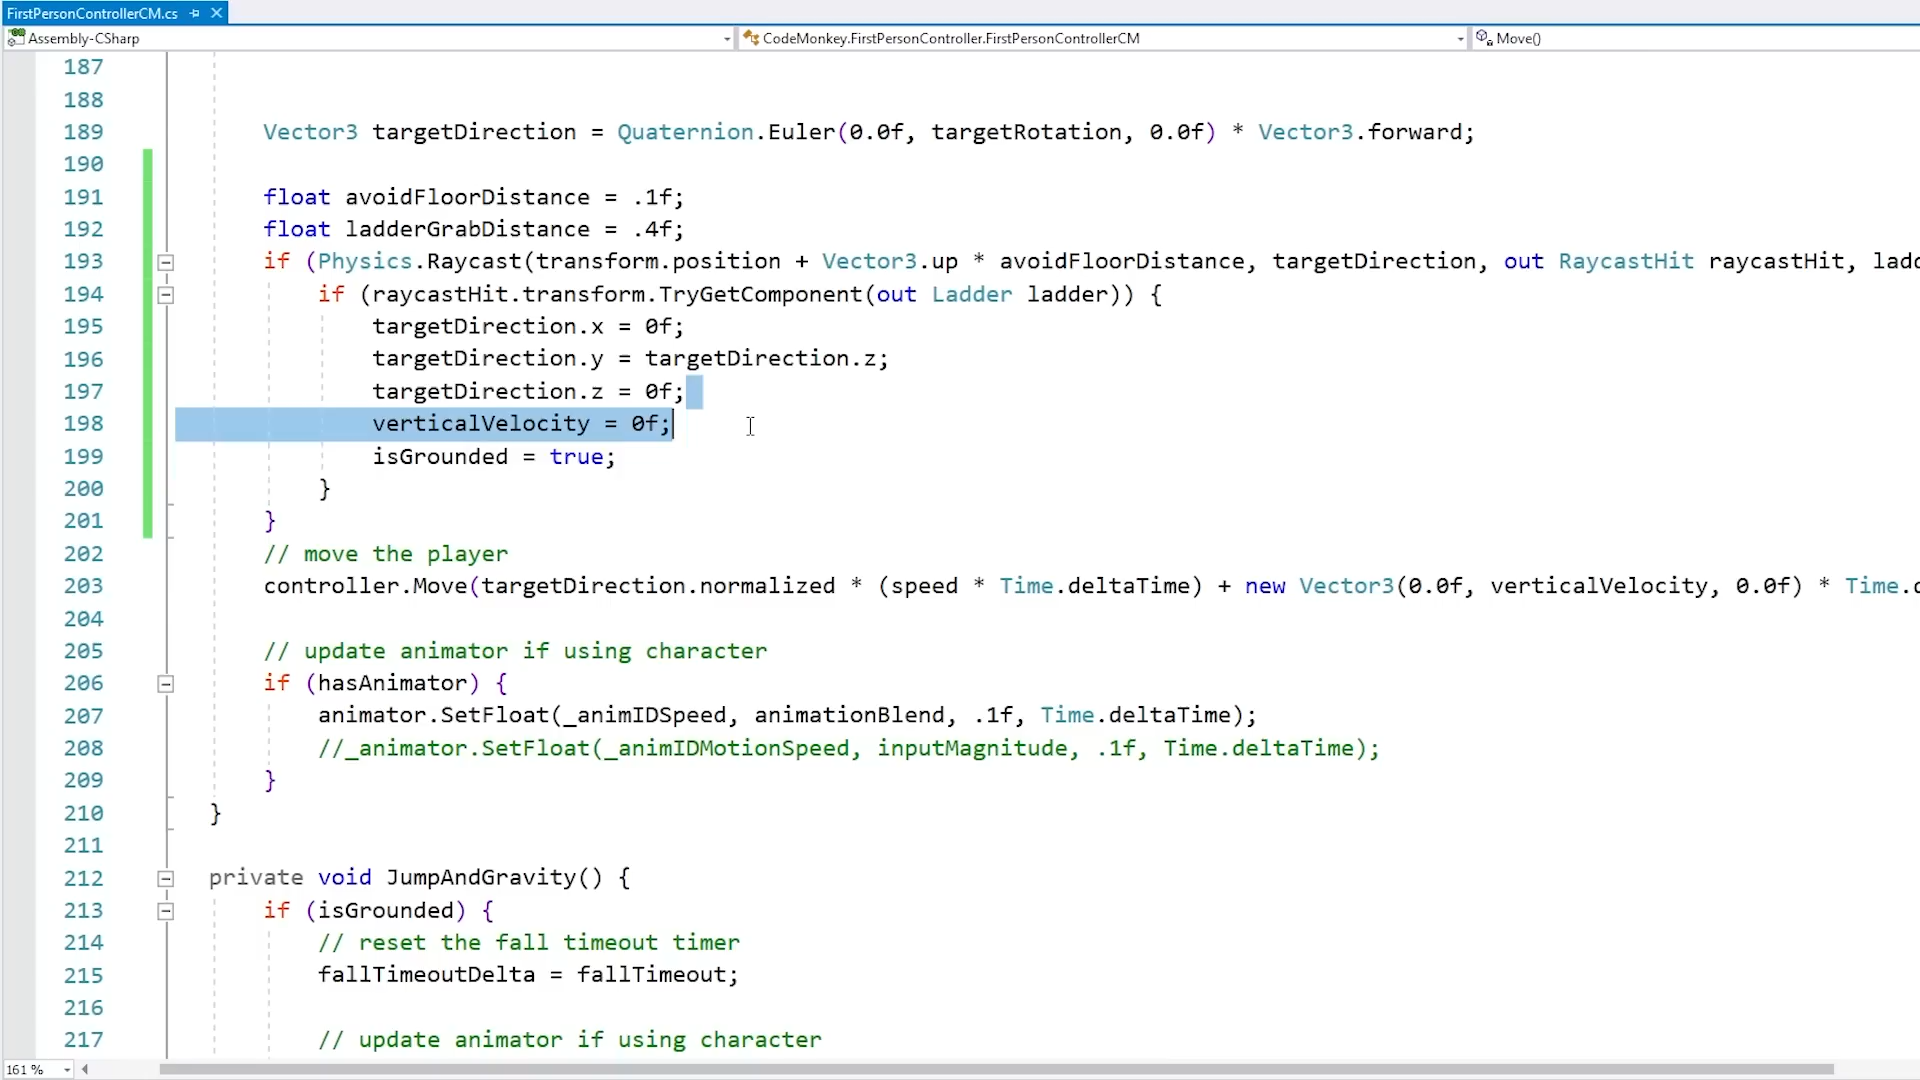 FirstPersonControllerCM.cs
Assembly-CSharp
CodeMonkey.FirstPersonController.FirstPersonControllerCM
Move()
187
188
189 Vector3 targetDirection = Quaternion.Euler(0.0f, targetRotation, 0.0f) * Vector3.forward;
190
191 float avoidFloorDistance = .1f;
192 float ladderGrabDistance = .4f;
193 if (Physics.Raycast(transform.position + Vector3.up * avoidFloorDistance, targetDirection, out RaycastHit raycastHit, ladd
194 if (raycastHit.transform.TryGetComponent(out Ladder ladder)) {
195 targetDirection.x = 0f;
196 targetDirection.y = targetDirection.z;
197 targetDirection.z = 0f;
198 verticalVelocity = 0f;
199 isGrounded = true;
200 }
201 }
202 // move the player
203 controller.Move(targetDirection.normalized * (speed * Time.deltaTime) + new Vector3(0.0f, verticalVelocity, 0.0f) * Time.d
204
205 // update animator if using character
206 if (hasAnimator) {
207 animator.SetFloat(_animIDSpeed, animationBlend, .1f, Time.deltaTime);
208 //_animator.SetFloat(_animIDMotionSpeed, inputMagnitude, .1f, Time.deltaTime);
209 }
210 }
211
212 private void JumpAndGravity() {
213 if (isGrounded) {
214 // reset the fall timeout timer
215 fallTimeoutDelta = fallTimeout;
216
217 // update animator if using character
161 %